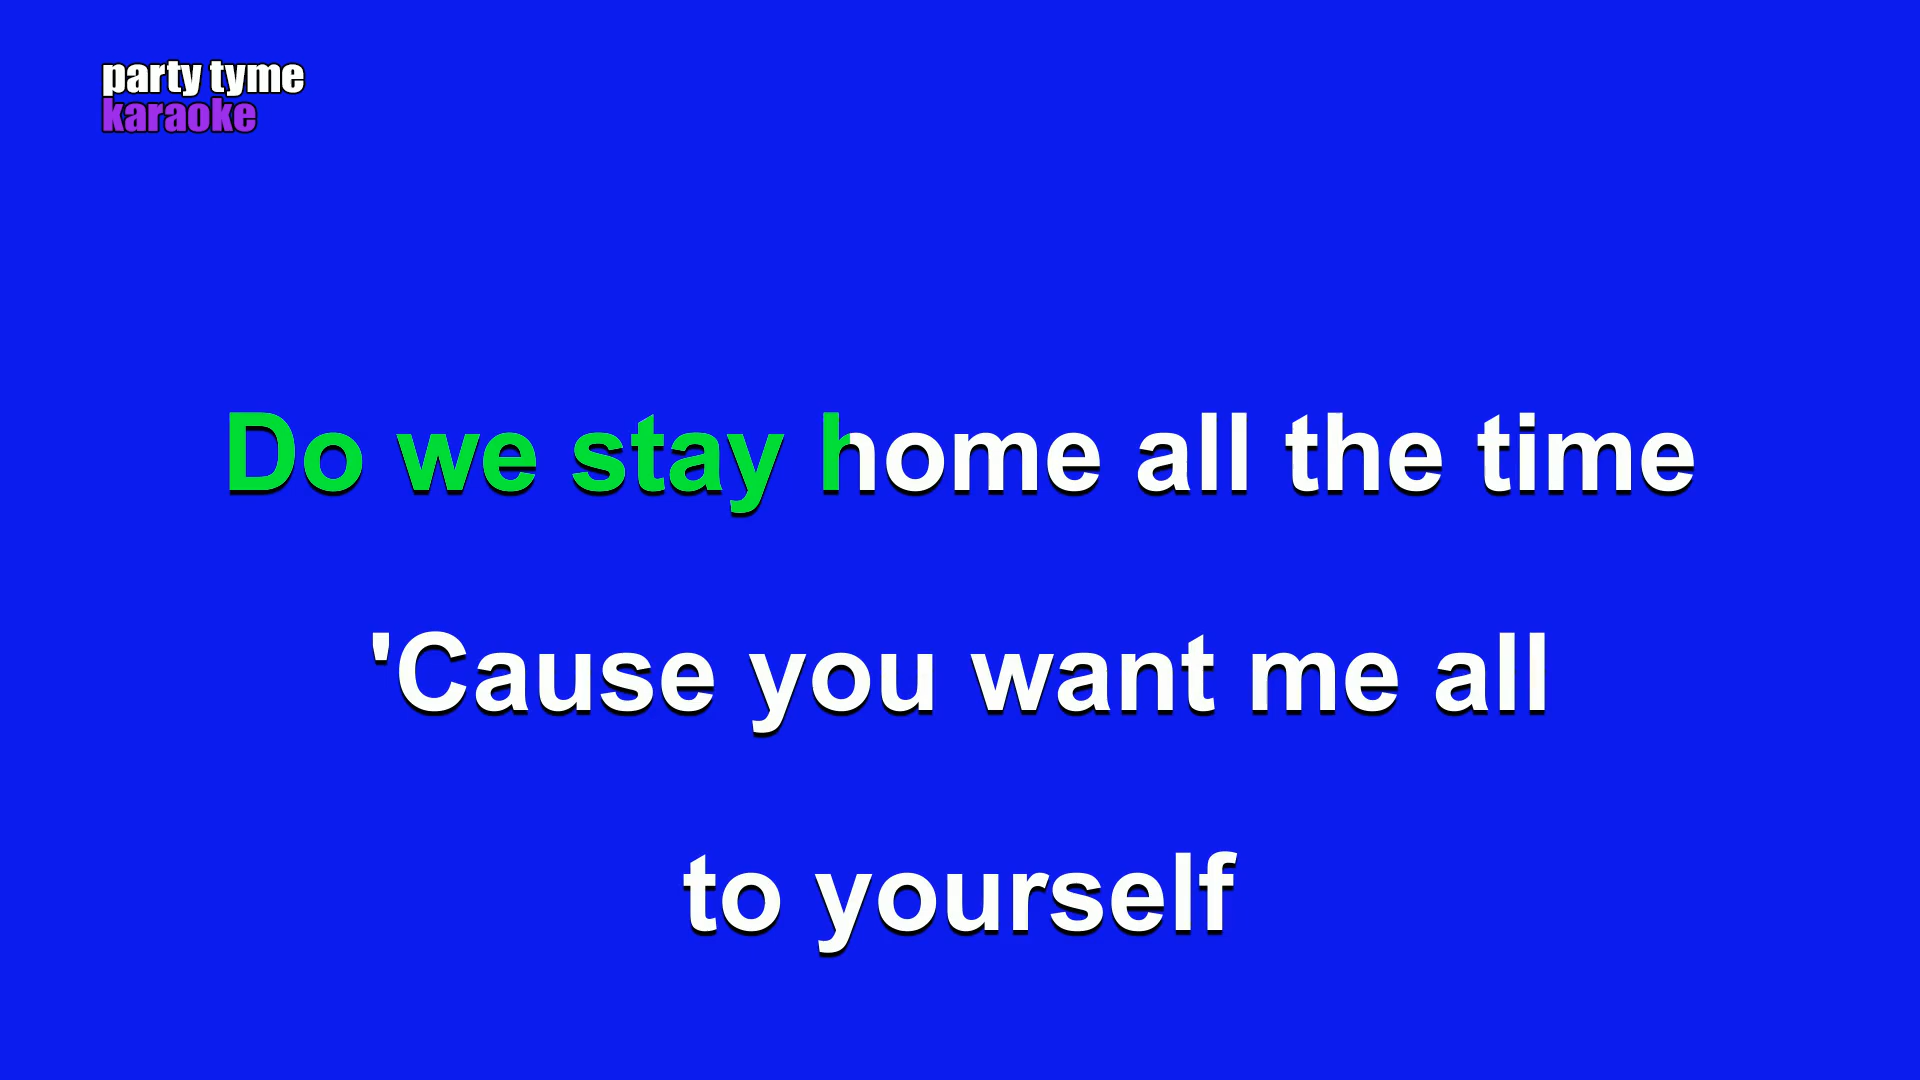 party tyme
karaoke
Do we stay home all the time
'Cause you want me all
to yourself